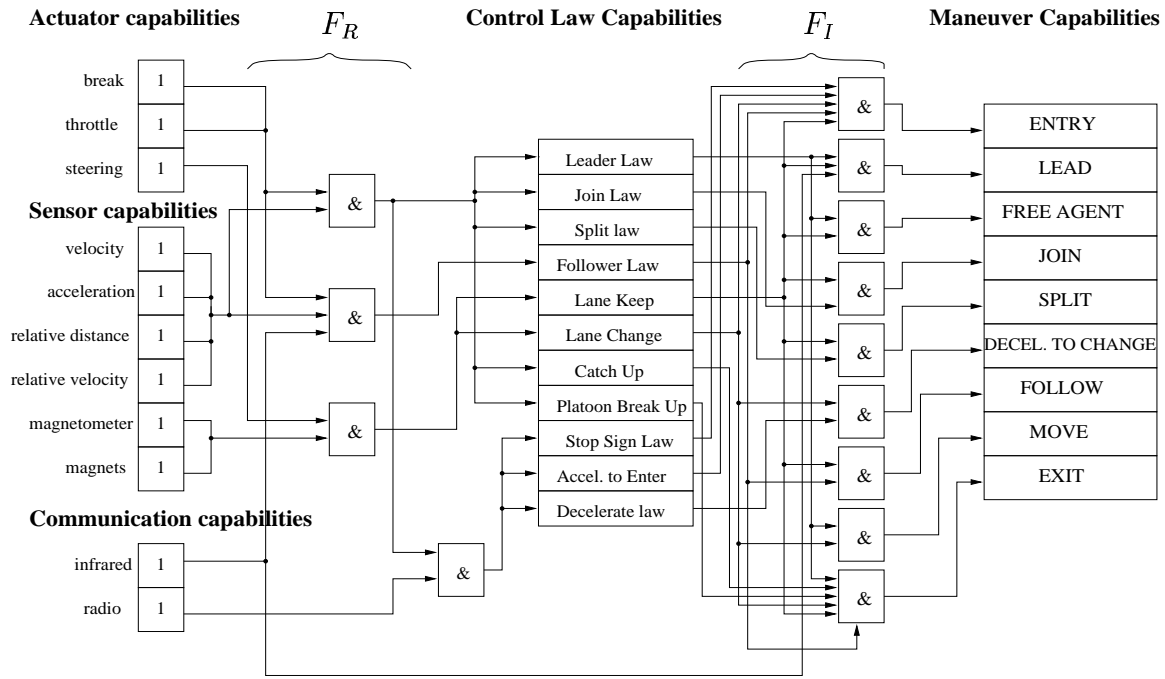 Actuator capabilities
F_R
Control Law Capabilities
F_I
Maneuver Capabilities
break 1
throttle 1
steering 1
Sensor capabilities
velocity 1
acceleration 1
relative distance 1
relative velocity 1
magnetometer 1
magnets 1
Communication capabilities
infrared 1
radio 1
&
&
&
&
Leader Law
Join Law
Split law
Follower Law
Lane Keep
Lane Change
Catch Up
Platoon Break Up
Stop Sign Law
Accel. to Enter
Decelerate law
&
&
&
&
&
&
&
&
&
ENTRY
LEAD
FREE AGENT
JOIN
SPLIT
DECEL. TO CHANGE
FOLLOW
MOVE
EXIT